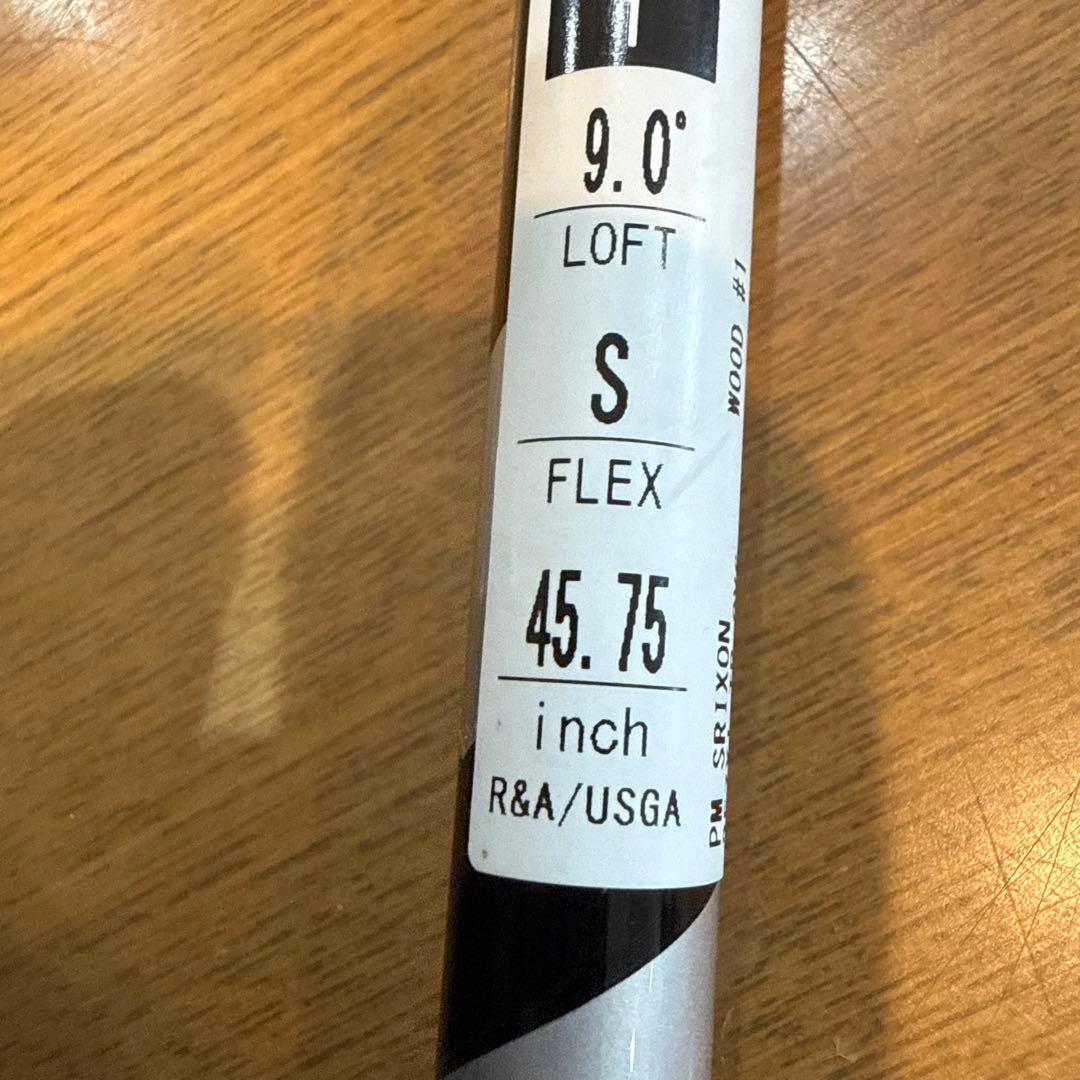 9.0°
LOFT
S
FLEX
45.75
inch
R&A/USGA
WOOD #1
PM SRIXON